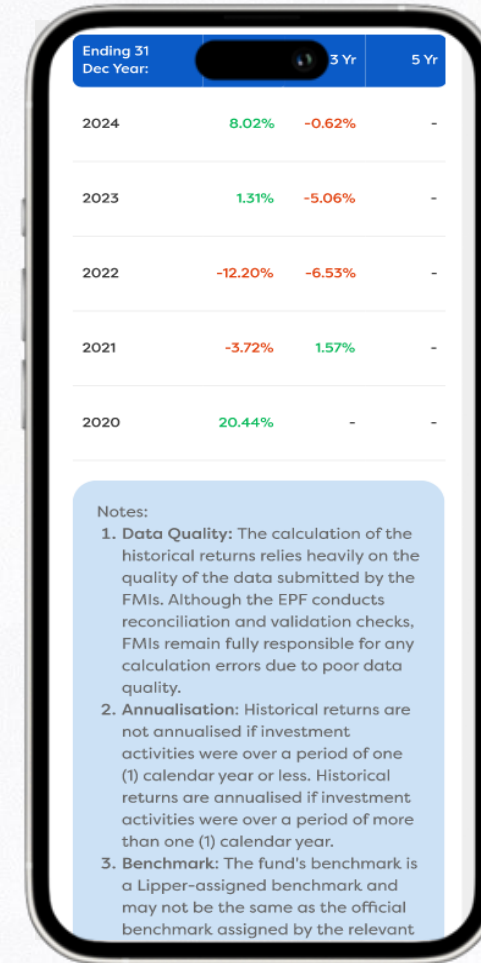 Ending 31
Dec Year:
3 Yr
5 Yr
2024 8.02% -0.62% -
2023 1.31% -5.06% -
2022 -12.20% -6.53% -
2021 -3.72% 1.57% -
2020 20.44% - -
Notes:
1. Data Quality: The calculation of the
historical returns relies heavily on the
quality of the data submitted by the
FMIs. Although the EPF conducts
reconciliation and validation checks,
FMIs remain fully responsible for any
calculation errors due to poor data
quality.
2. Annualisation: Historical returns are
not annualised if investment
activities were over a period of one
(1) calendar year or less. Historical
returns are annualised if investment
activities were over a period of more
than one (1) calendar year.
3. Benchmark: The fund's benchmark is
a Lipper-assigned benchmark and
may not be the same as the official
benchmark assigned by the relevant